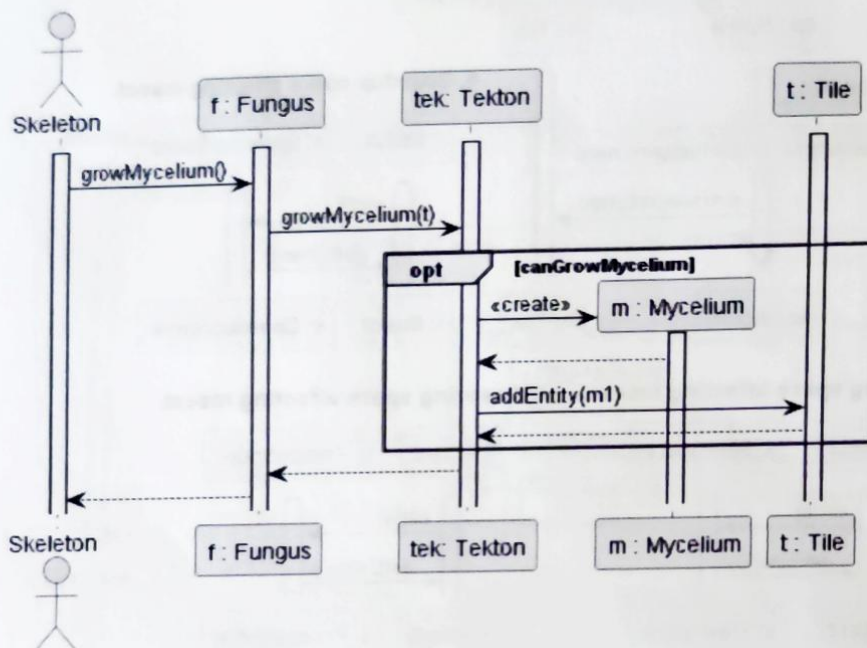 Skeleton
f : Fungus
tek: Tekton
t : Tile
growMycelium()
growMycelium(t)
opt
[canGrowMycelium]
«create»
m : Mycelium
addEntity(m1)
Skeleton
f : Fungus
tek: Tekton
m : Mycelium
t : Tile